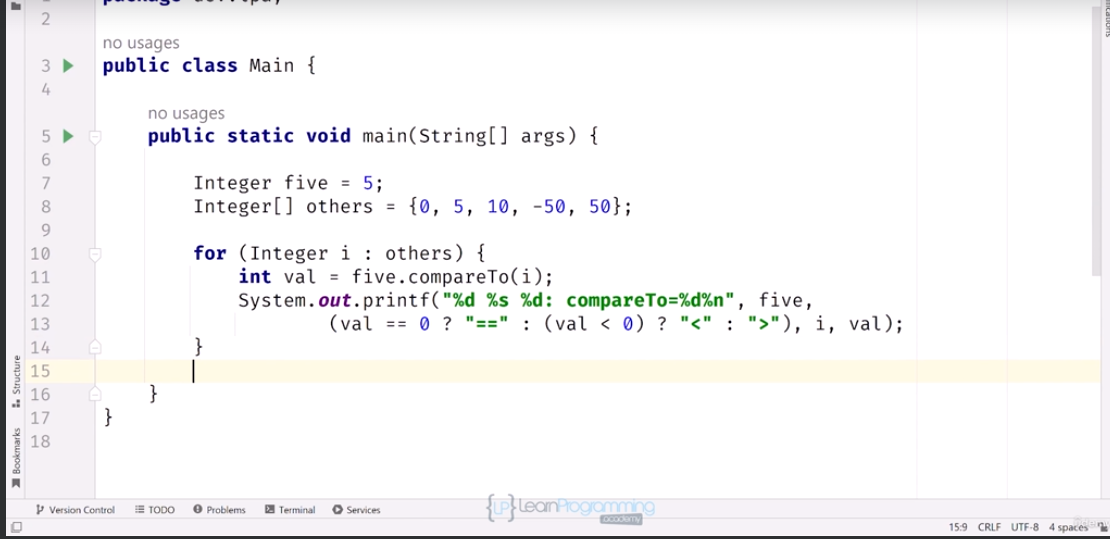 2
no usages
3 public class Main {
4
no usages
5 public static void main(String[] args) {
6
7 Integer five = 5;
8 Integer[] others = {0, 5, 10, -50, 50};
9
10 for (Integer i : others) {
11 int val = five.compareTo(i);
12 System.out.printf("%d %s %d: compareTo=%d%n", five,
13 (val == 0 ? "==" : (val < 0) ? "<" : ">"), i, val);
14 }
15
16 }
17 }
18
Structure
Bookmarks
Version Control TODO Problems Terminal Services
{LP} LearnProgramming
academy
15:9 CRLF UTF-8 4 spaces